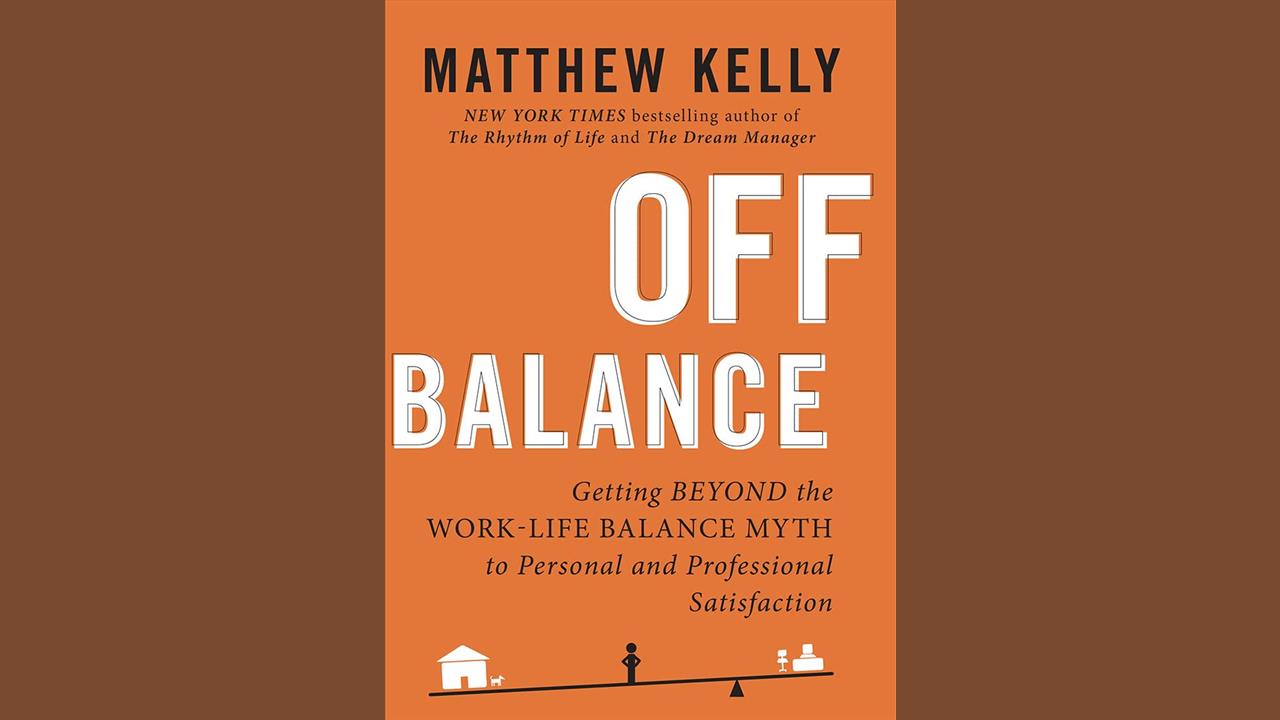 MATTHEW KELLY
NEW YORK TIMES bestselling author of
The Rhythm of Life and The Dream Manager
OFF
BALANCE
Getting BEYOND the
WORK-LIFE BALANCE MYTH
to Personal and Professional
Satisfaction